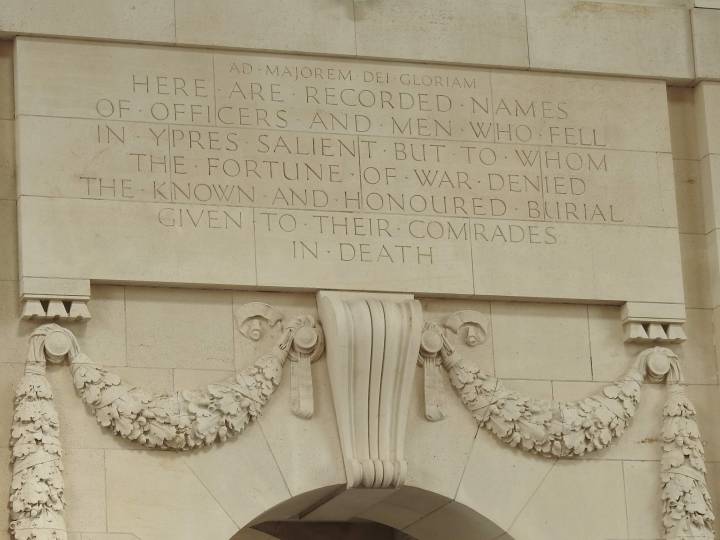 AD · MAJOREM · DEI · GLORIAM
HERE · ARE · RECORDED · NAMES
OF · OFFICERS · AND · MEN · WHO · FELL
IN · YPRES · SALIENT · BUT · TO · WHOM
THE · FORTUNE · OF · WAR · DENIED
THE · KNOWN · AND · HONOURED · BURIAL
GIVEN · TO · THEIR · COMRADES
IN · DEATH